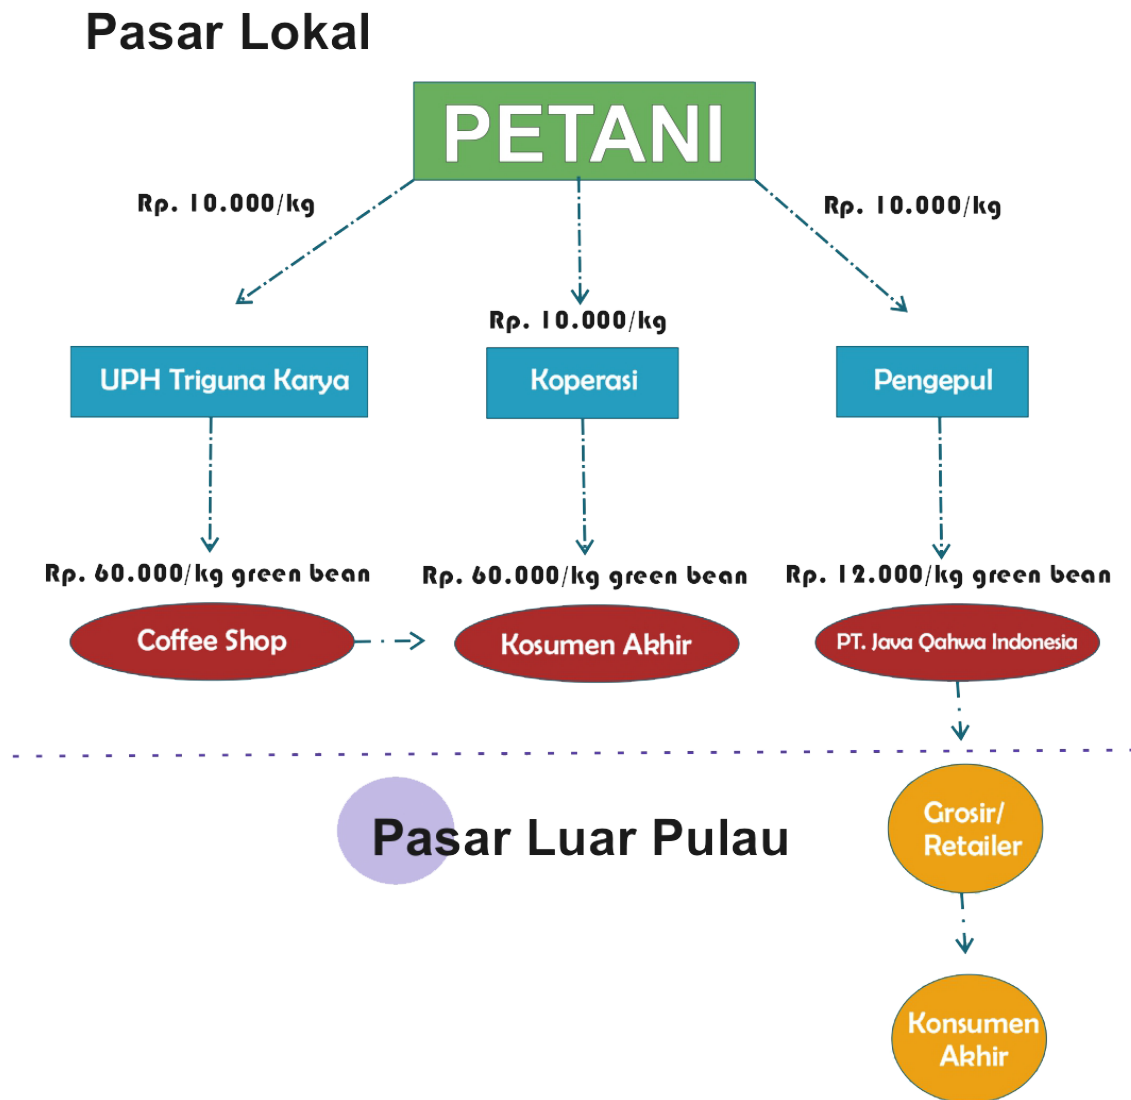 Pasar Lokal
PETANI
Rp. 10.000/kg
Rp. 10.000/kg
Rp. 10.000/kg
UPH Triguna Karya
Koperasi
Pengepul
Rp. 60.000/kg green bean
Rp. 60.000/kg green bean
Rp. 12.000/kg green bean
Coffee Shop
Kosumen Akhir
PT. Java Qahwa Indonesia
Pasar Luar Pulau
Grosir/
Retailer
Konsumen
Akhir